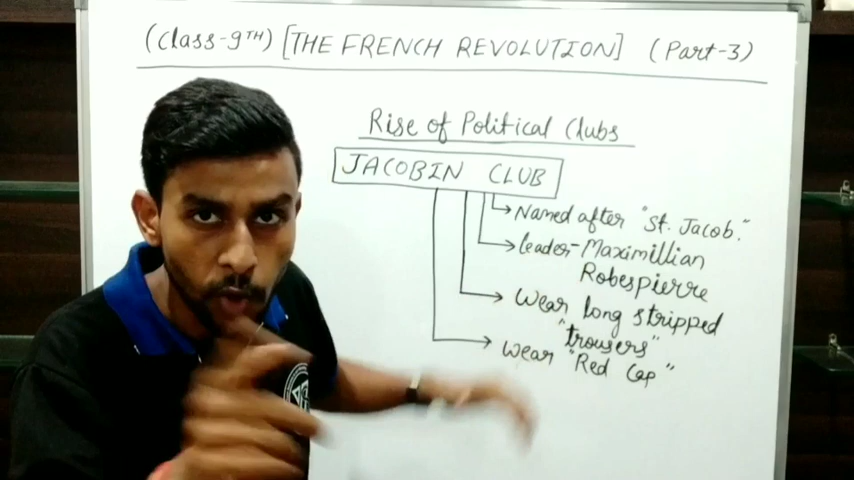 (Class-9TH) [THE FRENCH REVOLUTION] (Part-3)
Rise of Political Clubs
JACOBIN CLUB
Named after "St. Jacob."
leader-Maximillian
Robespierre
Wear long stripped
"trousers"
Wear "Red Cap"